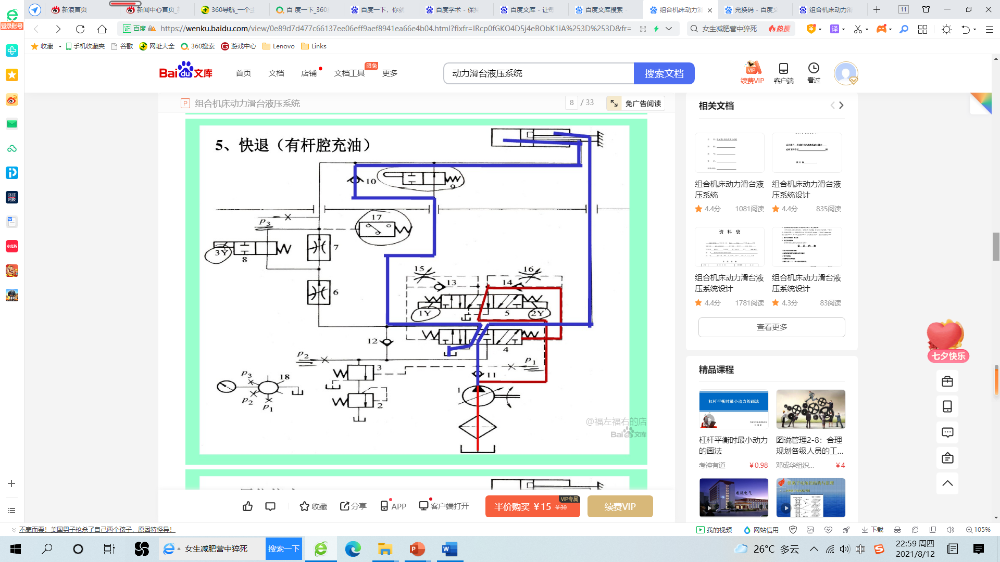 新浪首页
新闻中心首页_
360导航_一个主
百度一下_360
百度一下，你就
百度学术 - 保持
百度文库 - 让每
百度文库搜索 -
组合机床动力滑
兑换码 - 百度文
组合机床动力滑
11
登录账号
证 百度
https://wenku.baidu.com/view/0e89d7d477c66137ee06eff9aef8941ea66e4b04.html?fixfr=IRcp0fGKO4D5j4eBObK1iA%253D%253D&fr=
女生减肥营中猝死
热搜
译
收藏
手机收藏夹
谷歌
网址大全
360搜索
游戏中心
Lenovo
Links
Bai du 文库
首页
文档
店铺
文档工具
限免
更多
动力滑台液压系统
搜索文档
VIP
续费VIP
客户端
看过
组合机床动力滑台液压系统
8 / 33
免广告阅读
5、快退（有杆腔充油）
10
9
17
p3
3Y
8
7
6
15
16
13
14
1Y
5
2Y
12
4
p2
p1
3
11
p3
18
p2
p1
2
1
@福左福右的店
Bai du 文库
相关文档
组合机床动力滑台液压系统
4.4分 1081阅读
组合机床动力滑台液压系统设计
4.4分 835阅读
资 料 袋
组合机床动力滑台液压系统设计
4.4分 1781阅读
组合机床动力滑台液压系统设计
4.3分 83阅读
查看更多
精品课程
杠杆平衡时最小动力的画法
杠杆平衡时最小动力的画法
考神有道 ￥0.98
图说管理2-8：合理规划各级人员的工...
邓成华组织... ￥4
建筑电气
七夕快乐
收藏
分享
APP
客户端打开
半价购买 ￥15 ￥30
VIP专属
续费VIP
不寒而栗！美国男子枪杀了自己两个孩子，原因特怪异！
我的视频
网站信用
下载
105%
女生减肥营中猝死
搜索一下
26°C 多云
中
22:59 周四
2021/8/12